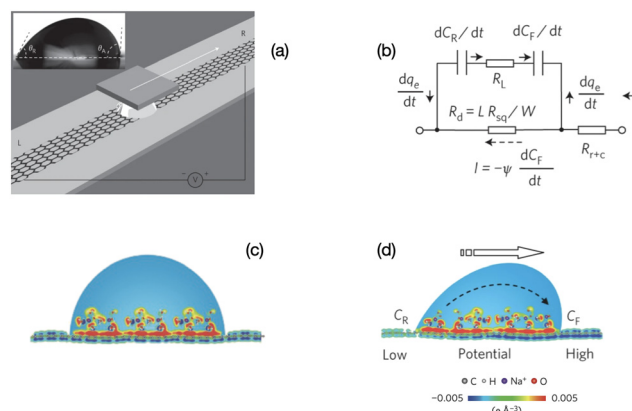 (a)
θR
θA
R
L
− V +
(b)
dCR / dt
dCF / dt
RL
dqe
dt
dqe
dt
Rd = L Rsq / W
Rr+c
I = −ψ dCF
dt
(c)
(d)
CR
CF
Low
Potential
High
C H Na⁺ O
−0.005
0.005
(e Å⁻³)